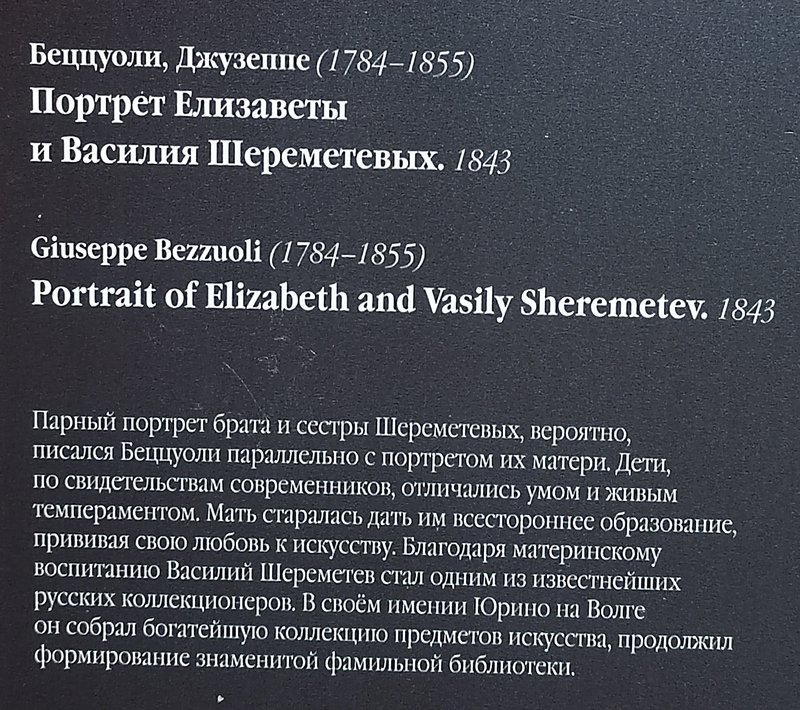 Беццуоли, Джузеппе (1784–1855)
Портрет Елизаветы
и Василия Шереметевых. 1843
Giuseppe Bezzuoli (1784–1855)
Portrait of Elizabeth and Vasily Sheremetev. 1843
Парный портрет брата и сестры Шереметевых, вероятно,
писался Беццуоли параллельно с портретом их матери. Дети,
по свидетельствам современников, отличались умом и живым
темпераментом. Мать старалась дать им всестороннее образование,
прививая свою любовь к искусству. Благодаря материнскому
воспитанию Василий Шереметев стал одним из известнейших
русских коллекционеров. В своём имении Юрино на Волге
он собрал богатейшую коллекцию предметов искусства, продолжил
формирование знаменитой фамильной библиотеки.